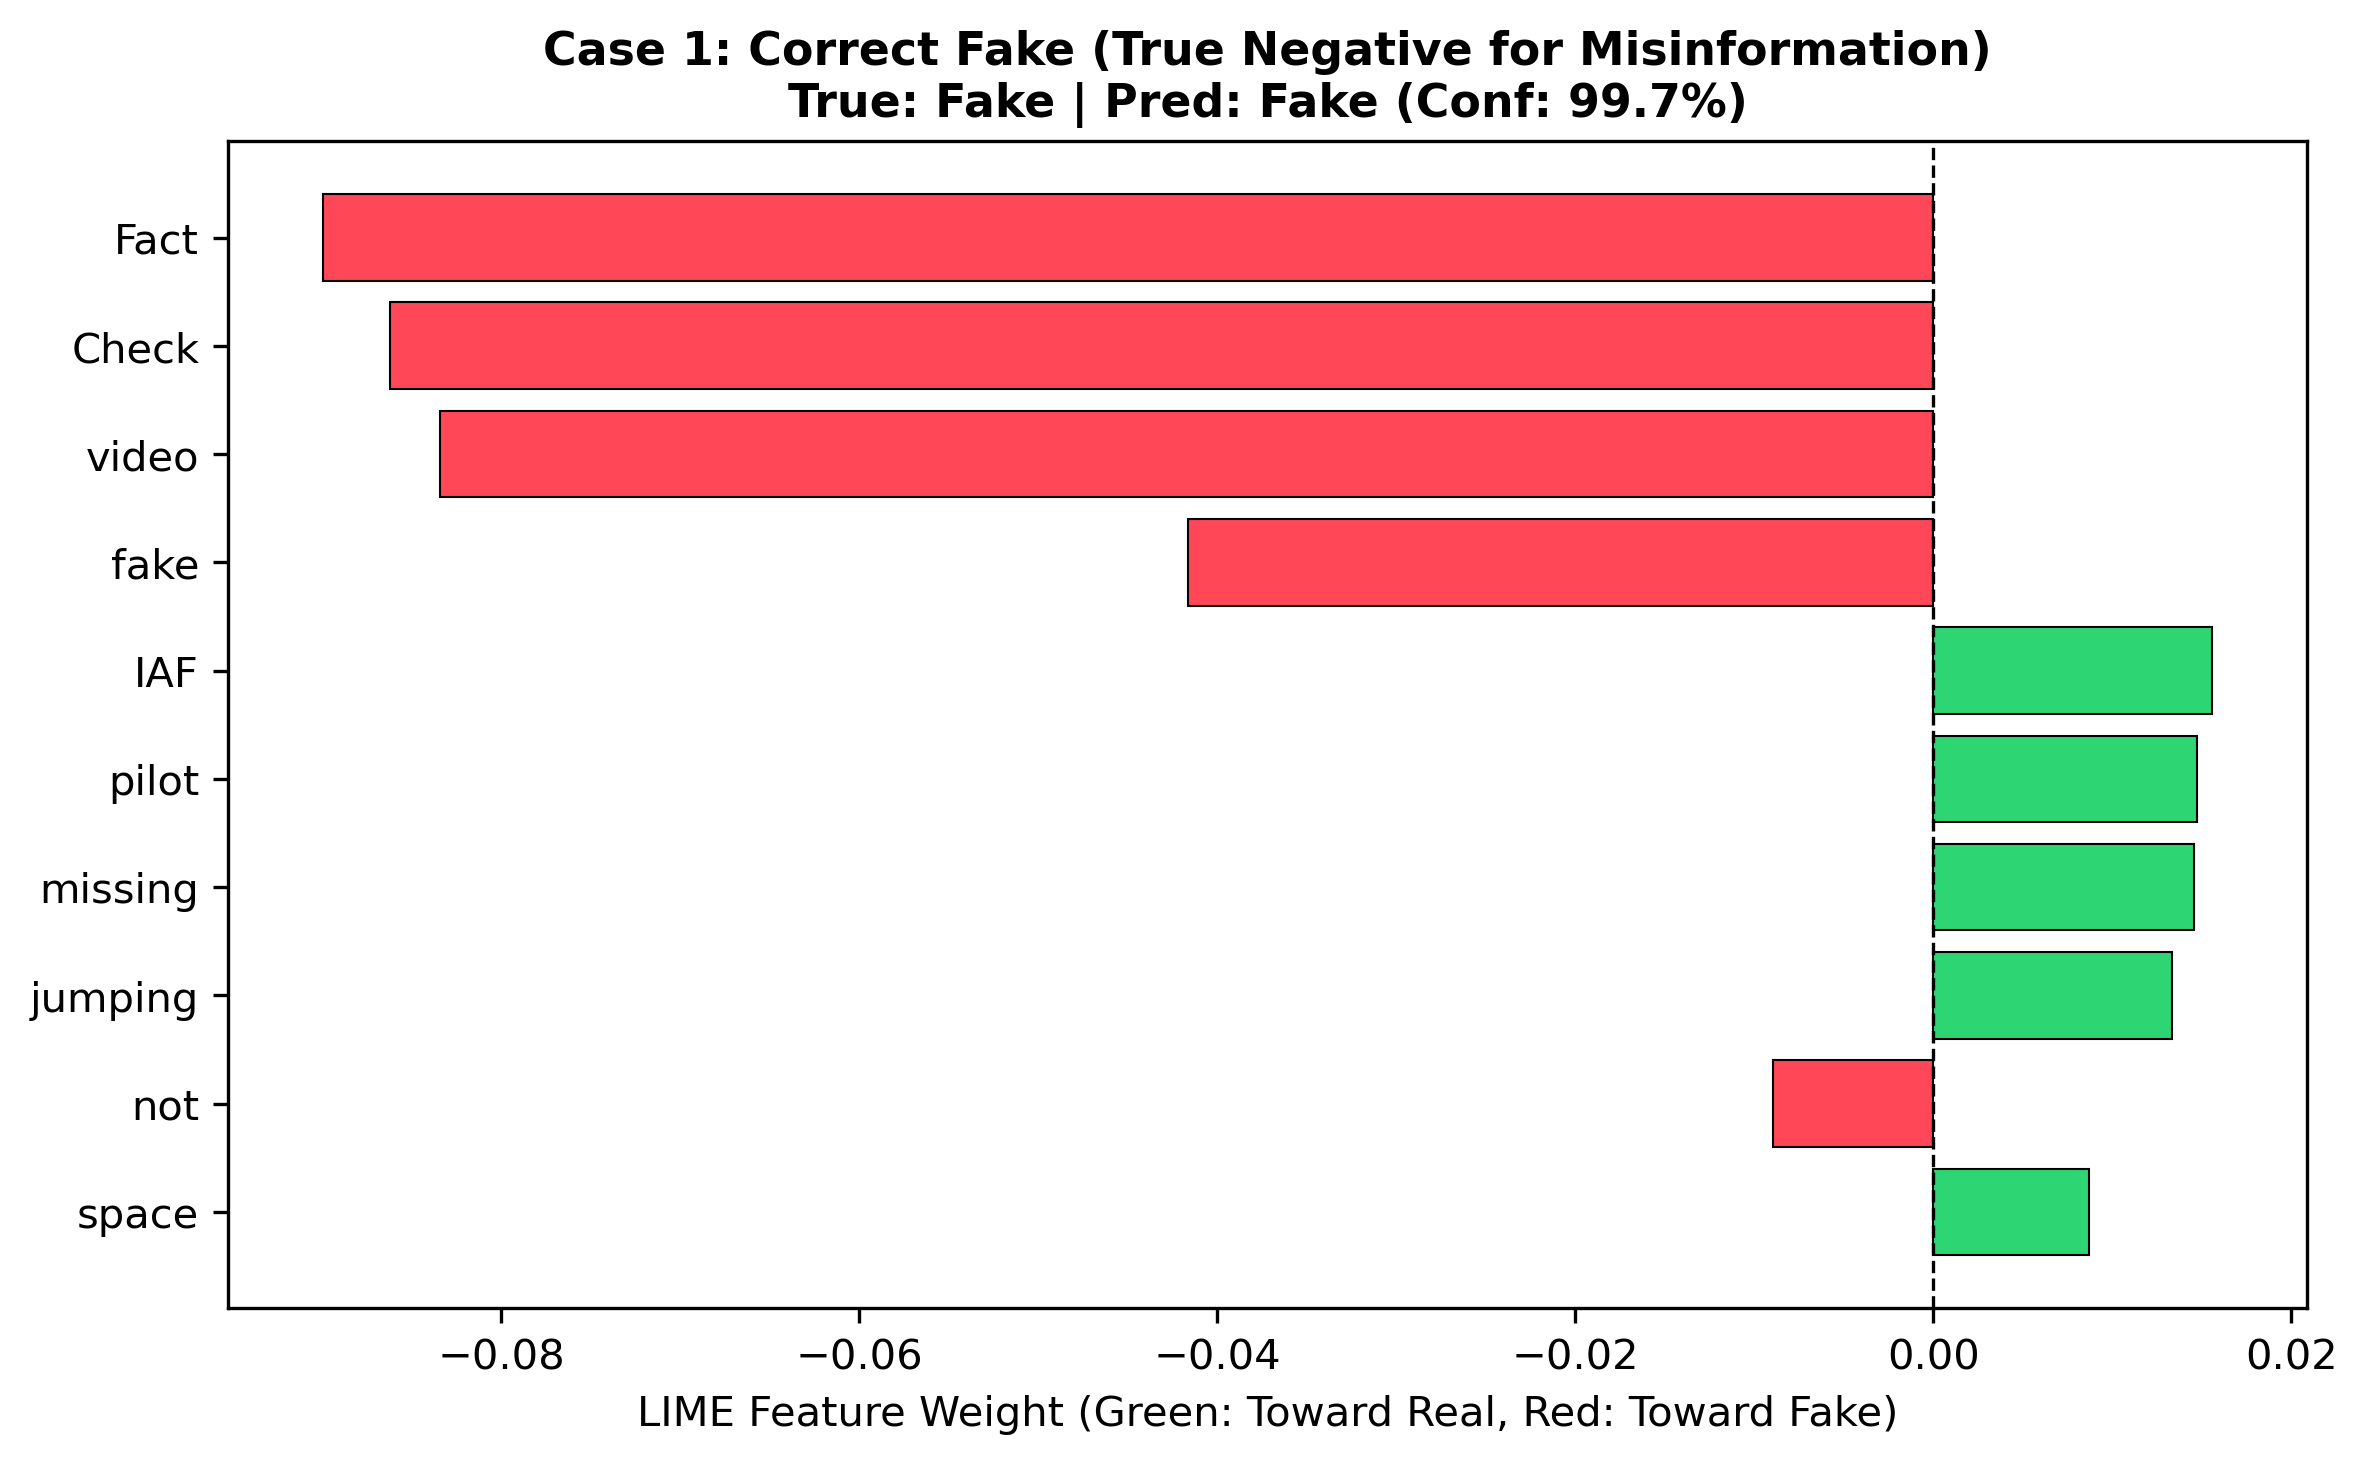 Case 1: Correct Fake (True Negative for Misinformation)
True: Fake | Pred: Fake (Conf: 99.7%)
Fact
Check
video
fake
IAF
pilot
missing
jumping
not
space
−0.08 −0.06 −0.04 −0.02 0.00 0.02
LIME Feature Weight (Green: Toward Real, Red: Toward Fake)